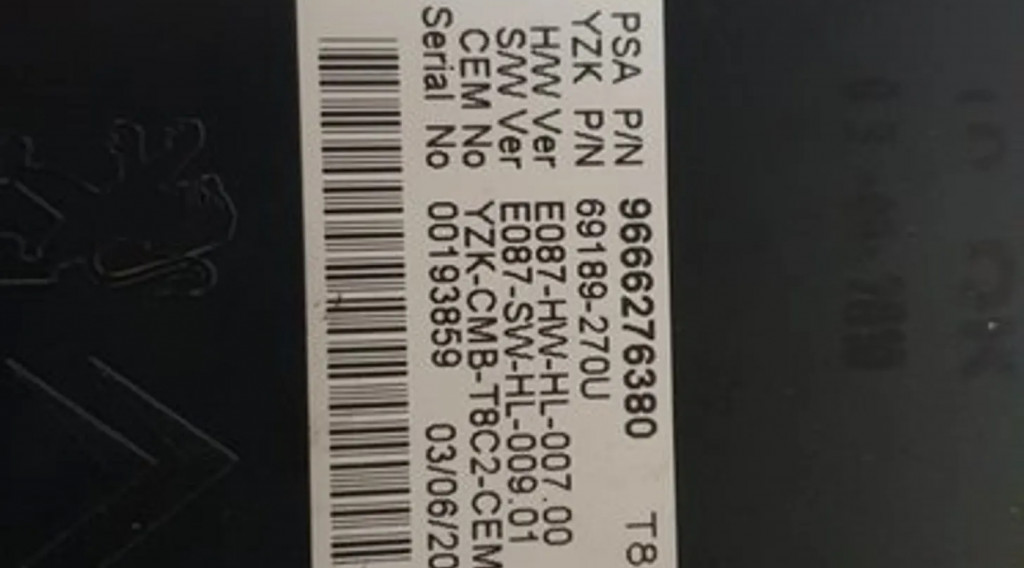 PSA P/N 9666276380 T8
YZK P/N 69189-270U
H/W Ver E087-HW-HL-007.00
S/W Ver E087-SW-HL-009.01
CEM No YZK-CMB-T8C2-CEM
Serial No 00193859 03/06/20